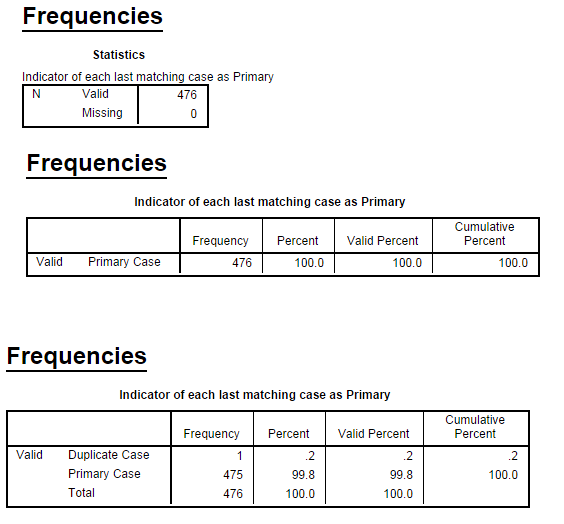 Frequencies
Statistics
Indicator of each last matching case as Primary
N Valid 476
Missing 0
Frequencies
Indicator of each last matching case as Primary
Frequency Percent Valid Percent Cumulative Percent
Valid Primary Case 476 100.0 100.0 100.0
Frequencies
Indicator of each last matching case as Primary
Frequency Percent Valid Percent Cumulative Percent
Valid Duplicate Case 1 .2 .2 .2
Primary Case 475 99.8 99.8 100.0
Total 476 100.0 100.0